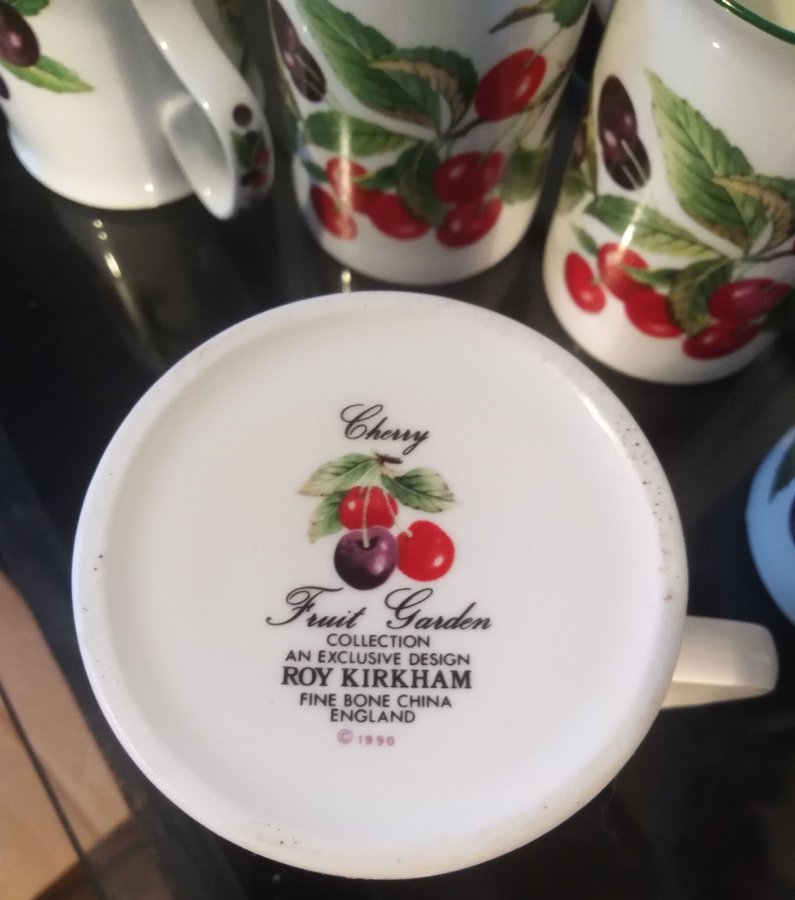 Cherry
Fruit Garden
COLLECTION
AN EXCLUSIVE DESIGN
ROY KIRKHAM
FINE BONE CHINA
ENGLAND
© 1990